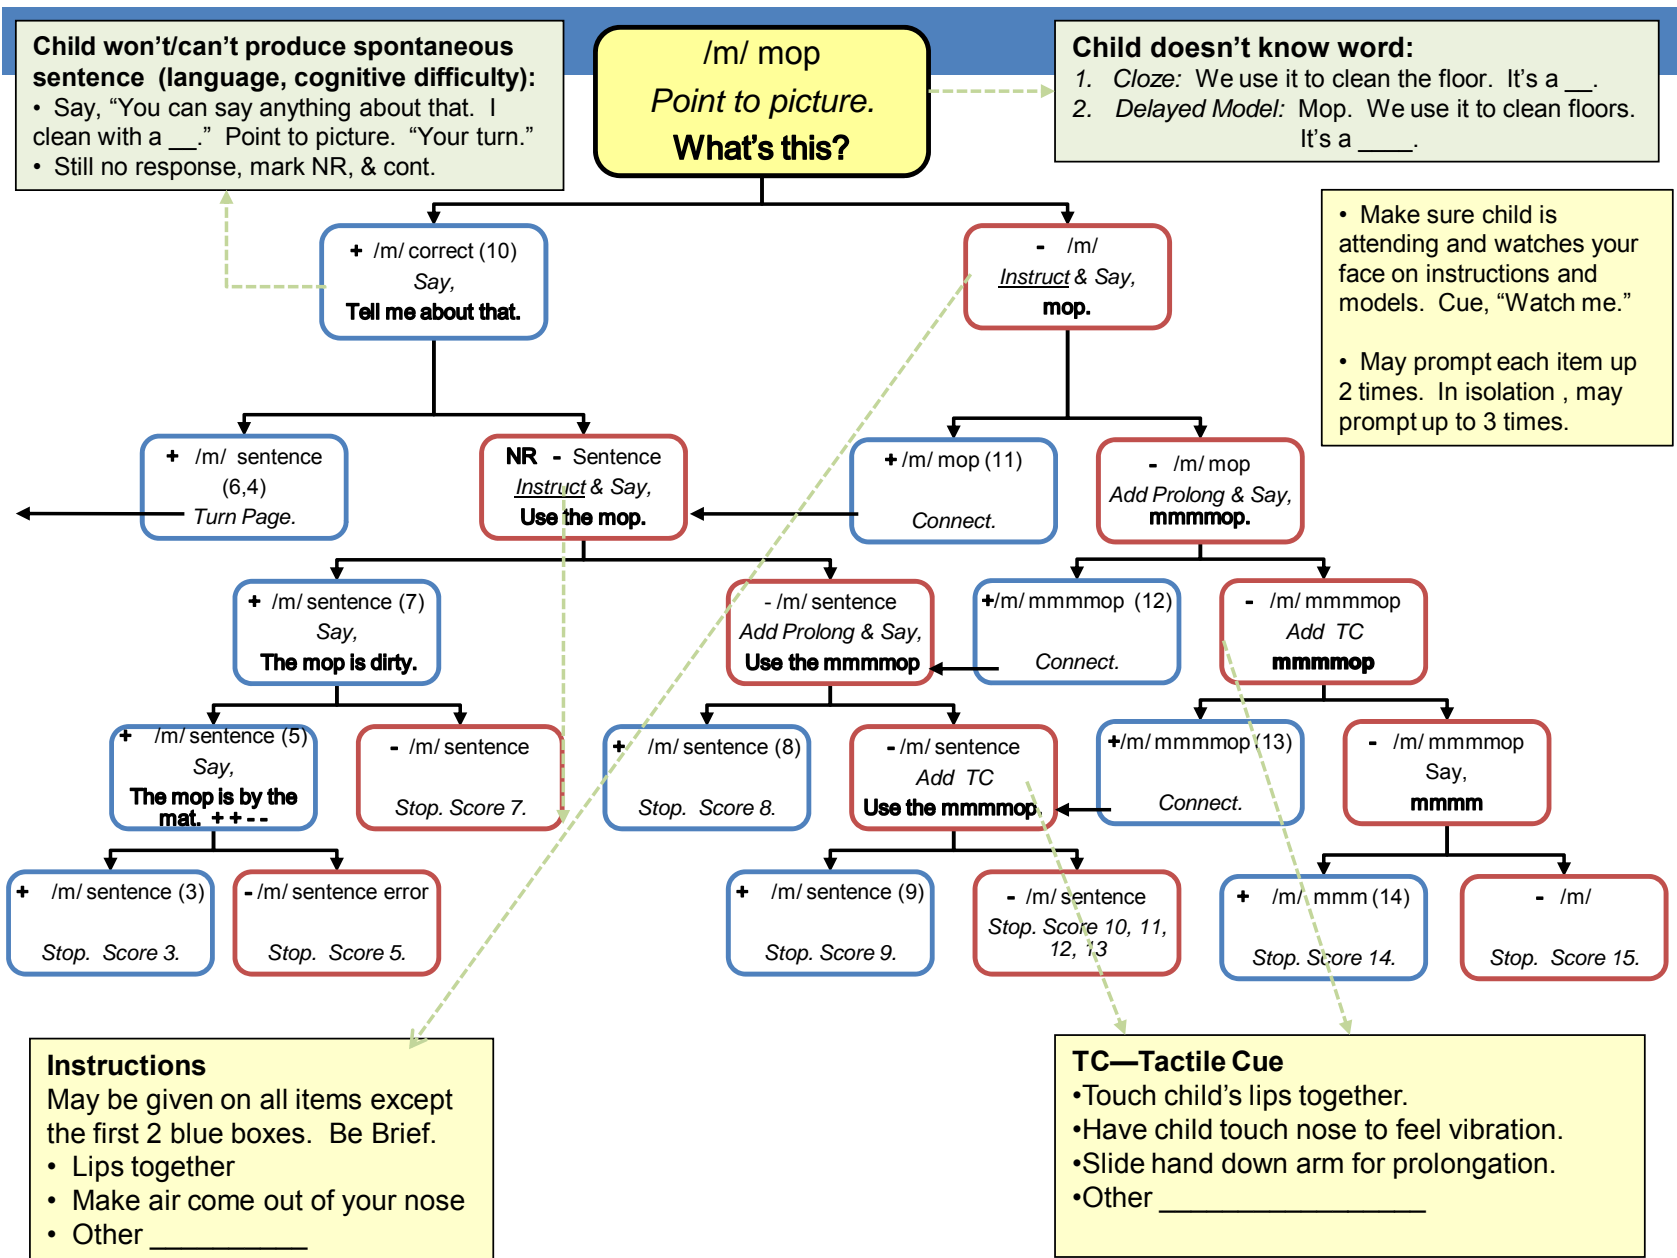 Child won't/can't produce spontaneous
sentence (language, cognitive difficulty):
• Say, “You can say anything about that. I
clean with a __.” Point to picture. “Your turn.”
• Still no response, mark NR, & cont.
/m/ mop
Point to picture.
What's this?
Child doesn't know word:
1. Cloze: We use it to clean the floor. It's a __.
2. Delayed Model: Mop. We use it to clean floors.
It's a ____.
• Make sure child is
attending and watches your
face on instructions and
models. Cue, “Watch me.”
• May prompt each item up
2 times. In isolation , may
prompt up to 3 times.
+ /m/ correct (10)
Say,
Tell me about that.
- /m/
Instruct & Say,
mop.
+ /m/ sentence
(6,4)
Turn Page.
NR - Sentence
Instruct & Say,
Use the mop.
+ /m/ mop (11)
Connect.
- /m/ mop
Add Prolong & Say,
mmmmop.
+ /m/ sentence (7)
Say,
The mop is dirty.
- /m/ sentence
Add Prolong & Say,
Use the mmmmop
+/m/ mmmmop (12)
Connect.
- /m/ mmmmop
Add TC
mmmmop
+ /m/ sentence (5)
Say,
The mop is by the
mat. + + - -
- /m/ sentence
Stop. Score 7.
+ /m/ sentence (8)
Stop. Score 8.
- /m/ sentence
Add TC
Use the mmmmop.
+/m/ mmmmop (13)
Connect.
- /m/ mmmmop
Say,
mmmm
+ /m/ sentence (3)
Stop. Score 3.
- /m/ sentence error
Stop. Score 5.
+ /m/ sentence (9)
Stop. Score 9.
- /m/ sentence
Stop. Score 10, 11,
12, 13
+ /m/ mmm (14)
Stop. Score 14.
- /m/
Stop. Score 15.
Instructions
May be given on all items except
the first 2 blue boxes. Be Brief.
• Lips together
• Make air come out of your nose
• Other __________
TC—Tactile Cue
•Touch child's lips together.
•Have child touch nose to feel vibration.
•Slide hand down arm for prolongation.
•Other _________________